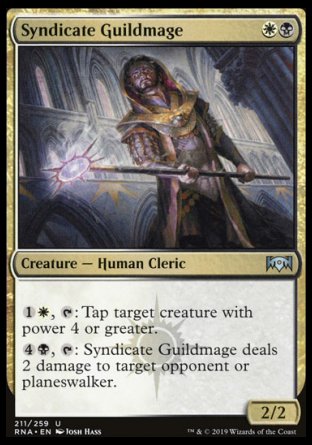 Syndicate Guildmage
Creature — Human Cleric
1, : Tap target creature with
power 4 or greater.
4, : Syndicate Guildmage deals
2 damage to target opponent or
planeswalker.
2/2
211/259 U
RNA • EN Josh Hass
™ & © 2019 Wizards of the Coast